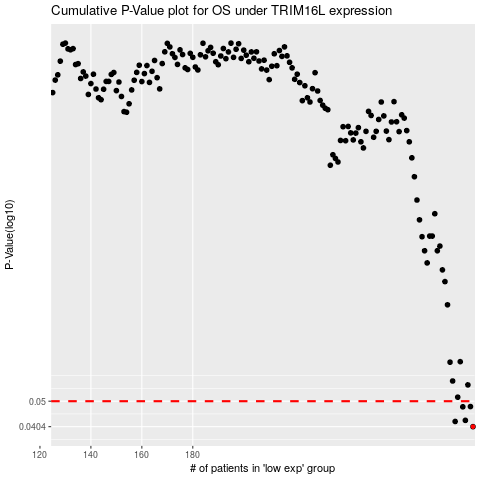 Cumulative P-Value plot for OS under TRIM16L expression
P-Value(log10)
0.05
0.0404
120 140 160 180
# of patients in 'low exp' group